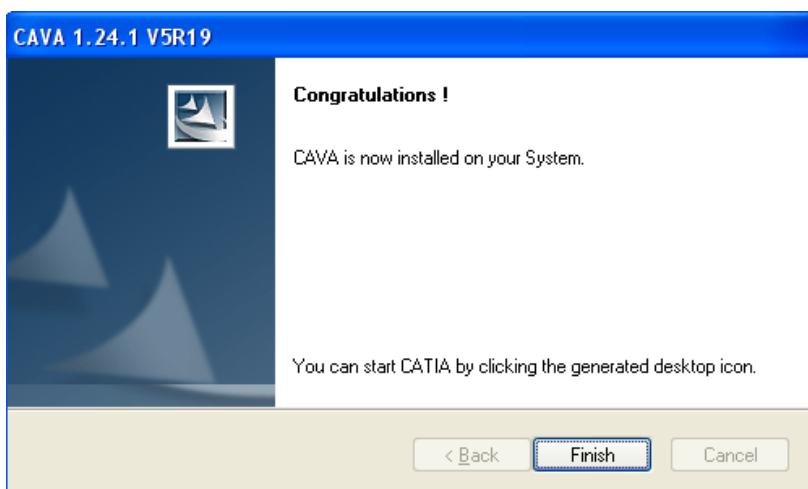 CAVA 1.24.1 V5R19
Congratulations !
CAVA is now installed on your System.
You can start CATIA by clicking the generated desktop icon.
< Back
Finish
Cancel